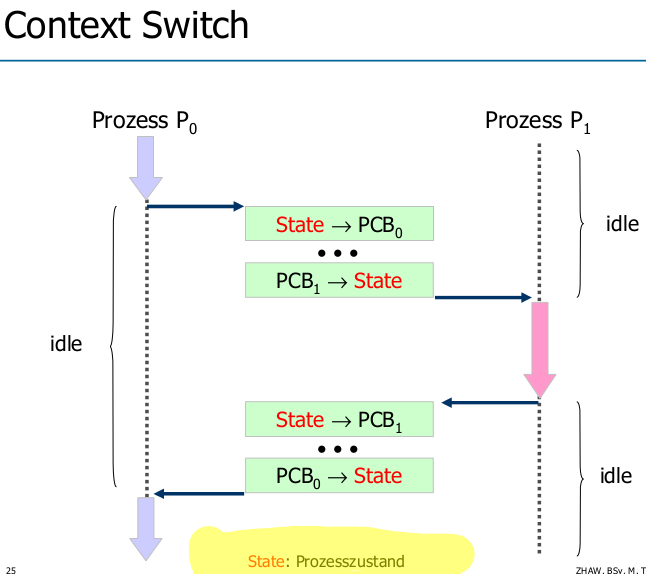 Context Switch
Prozess P₀
Prozess P₁
State → PCB₀
idle
•••
PCB₁ → State
idle
State → PCB₁
•••
idle
PCB₀ → State
State: Prozesszustand
25
ZHAW, BSy, M. T